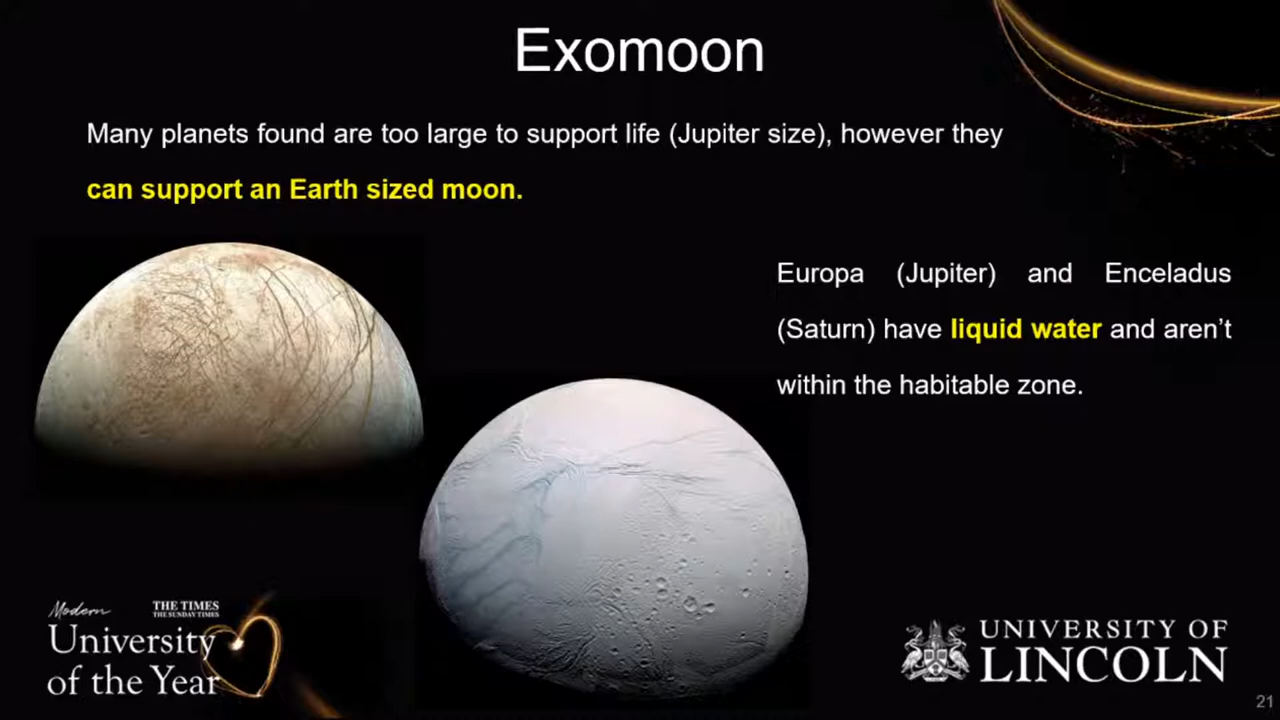 Exomoon
Many planets found are too large to support life (Jupiter size), however they
can support an Earth sized moon.
Europa (Jupiter) and Enceladus
(Saturn) have liquid water and aren’t
within the habitable zone.
Modern
THE TIMES
THE SUNDAY TIMES
University
of the Year
UNIVERSITY OF
LINCOLN
21